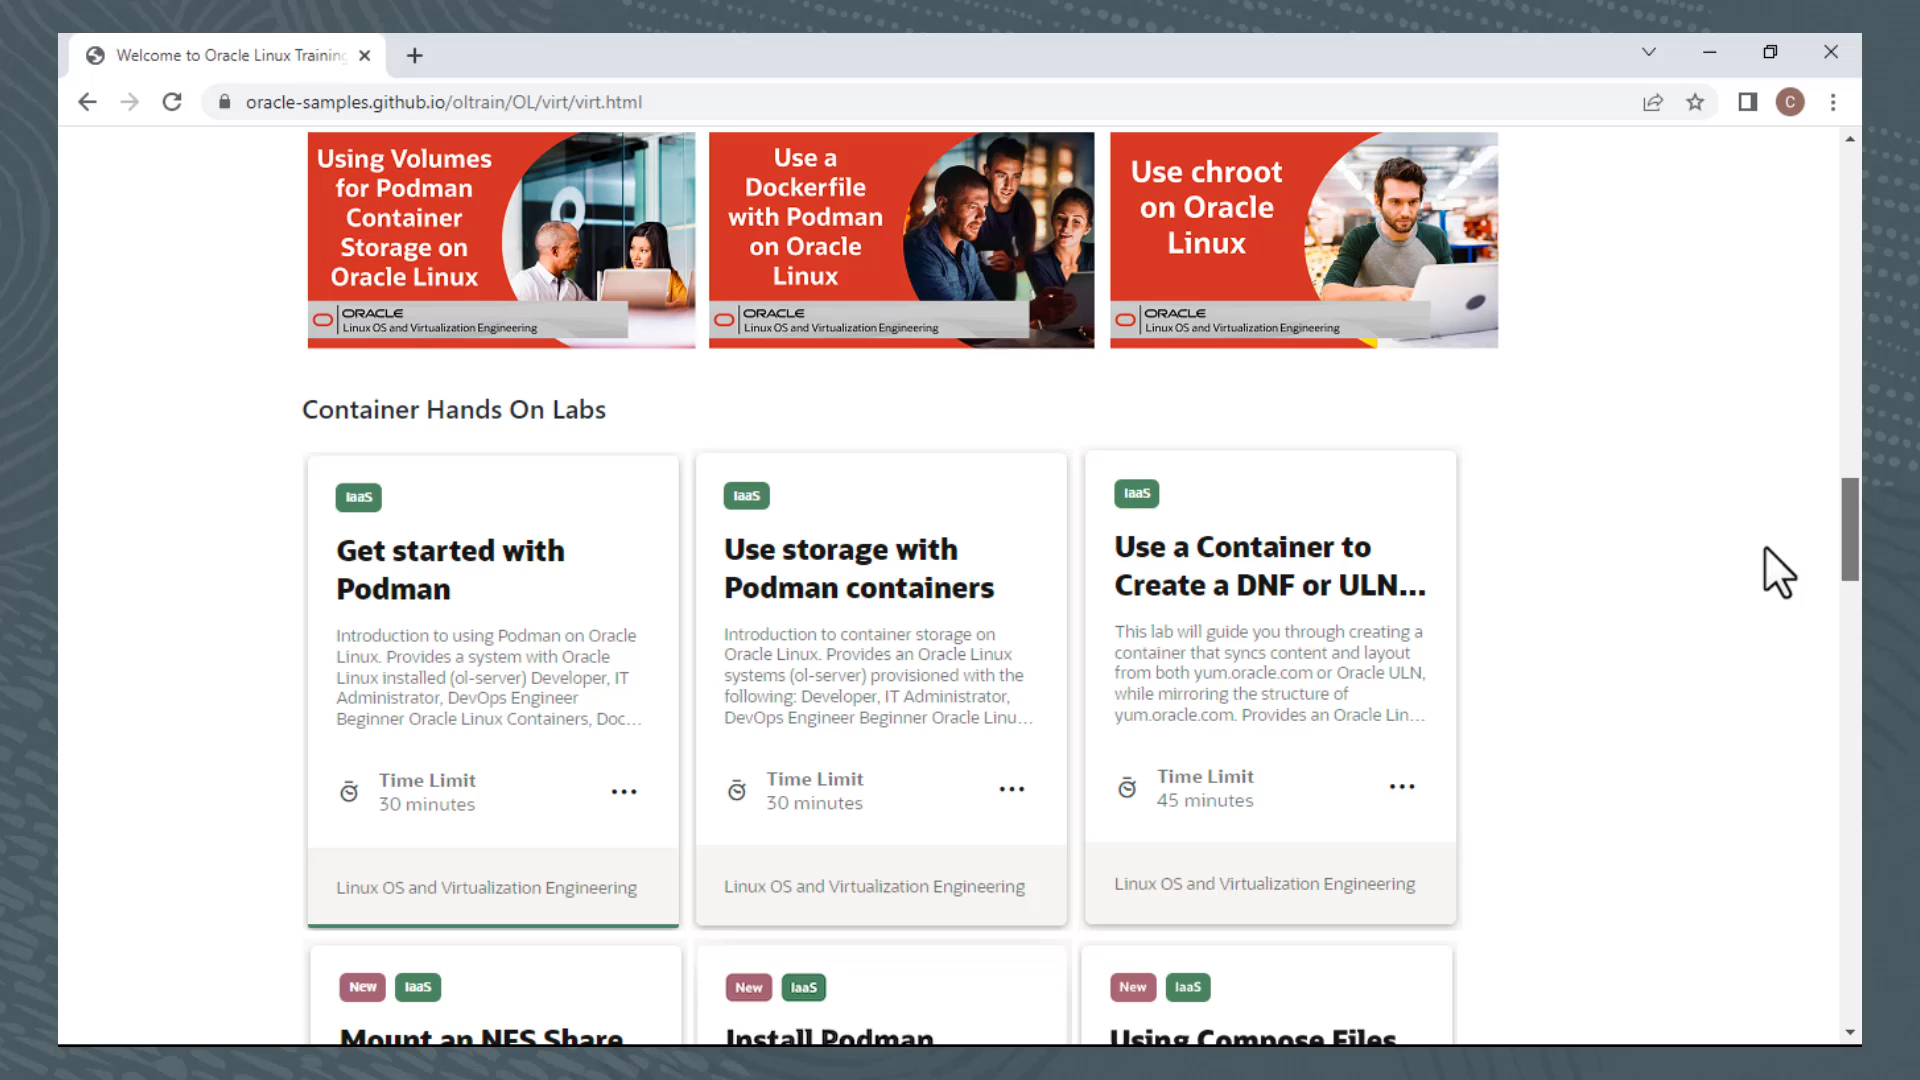 Welcome to Oracle Linux Training
oracle-samples.github.io/oltrain/OL/virt/virt.html
C
Using Volumes
for Podman
Container
Storage on
Oracle Linux
ORACLE
Linux OS and Virtualization Engineering
Use a
Dockerfile
with Podman
on Oracle
Linux
ORACLE
Linux OS and Virtualization Engineering
Use chroot
on Oracle
Linux
ORACLE
Linux OS and Virtualization Engineering
Container Hands On Labs
IaaS
Get started with
Podman
Introduction to using Podman on Oracle
Linux. Provides a system with Oracle
Linux installed (ol-server) Developer, IT
Administrator, DevOps Engineer
Beginner Oracle Linux Containers, Doc...
Time Limit
30 minutes
Linux OS and Virtualization Engineering
IaaS
Use storage with
Podman containers
Introduction to container storage on
Oracle Linux. Provides an Oracle Linux
systems (ol-server) provisioned with the
following: Developer, IT Administrator,
DevOps Engineer Beginner Oracle Linu...
Time Limit
30 minutes
Linux OS and Virtualization Engineering
IaaS
Use a Container to
Create a DNF or ULN...
This lab will guide you through creating a
container that syncs content and layout
from both yum.oracle.com or Oracle ULN,
while mirroring the structure of
yum.oracle.com. Provides an Oracle Lin...
Time Limit
45 minutes
Linux OS and Virtualization Engineering
New IaaS
Mount an NFS Share
New IaaS
Install Podman
New IaaS
Using Compose Files